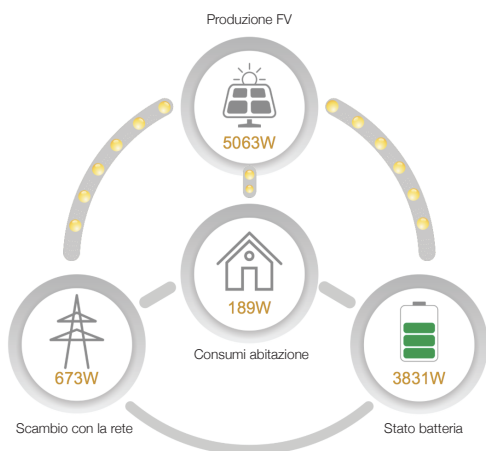 Produzione FV
5063W
189W
Consumi abitazione
673W
3831W
Scambio con la rete
Stato batteria